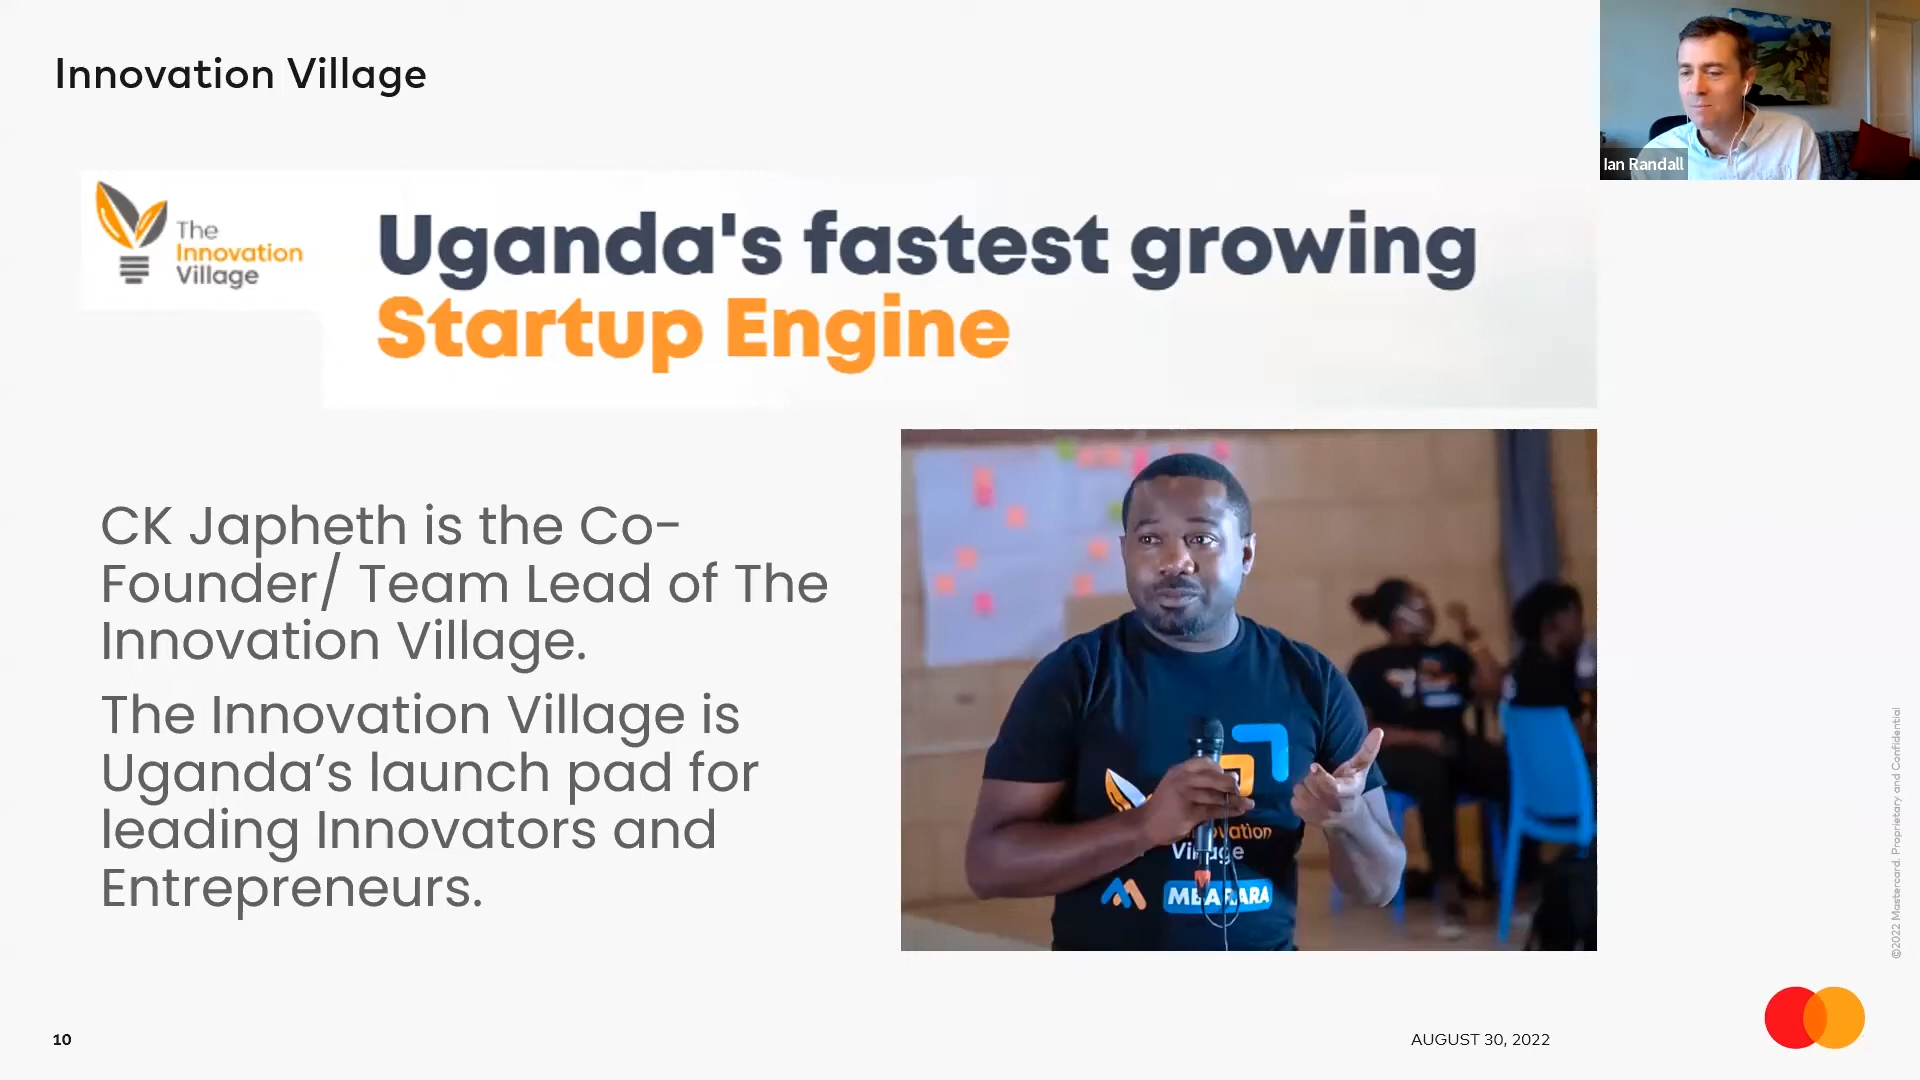 Innovation Village
Ian Randall
The
Innovation
Village
Uganda's fastest growing
Startup Engine
CK Japheth is the Co-
Founder/ Team Lead of The
Innovation Village.
The Innovation Village is
Uganda’s launch pad for
leading Innovators and
Entrepreneurs.
Village
MBARARA
©2022 Mastercard. Proprietary and Confidential
10
AUGUST 30, 2022